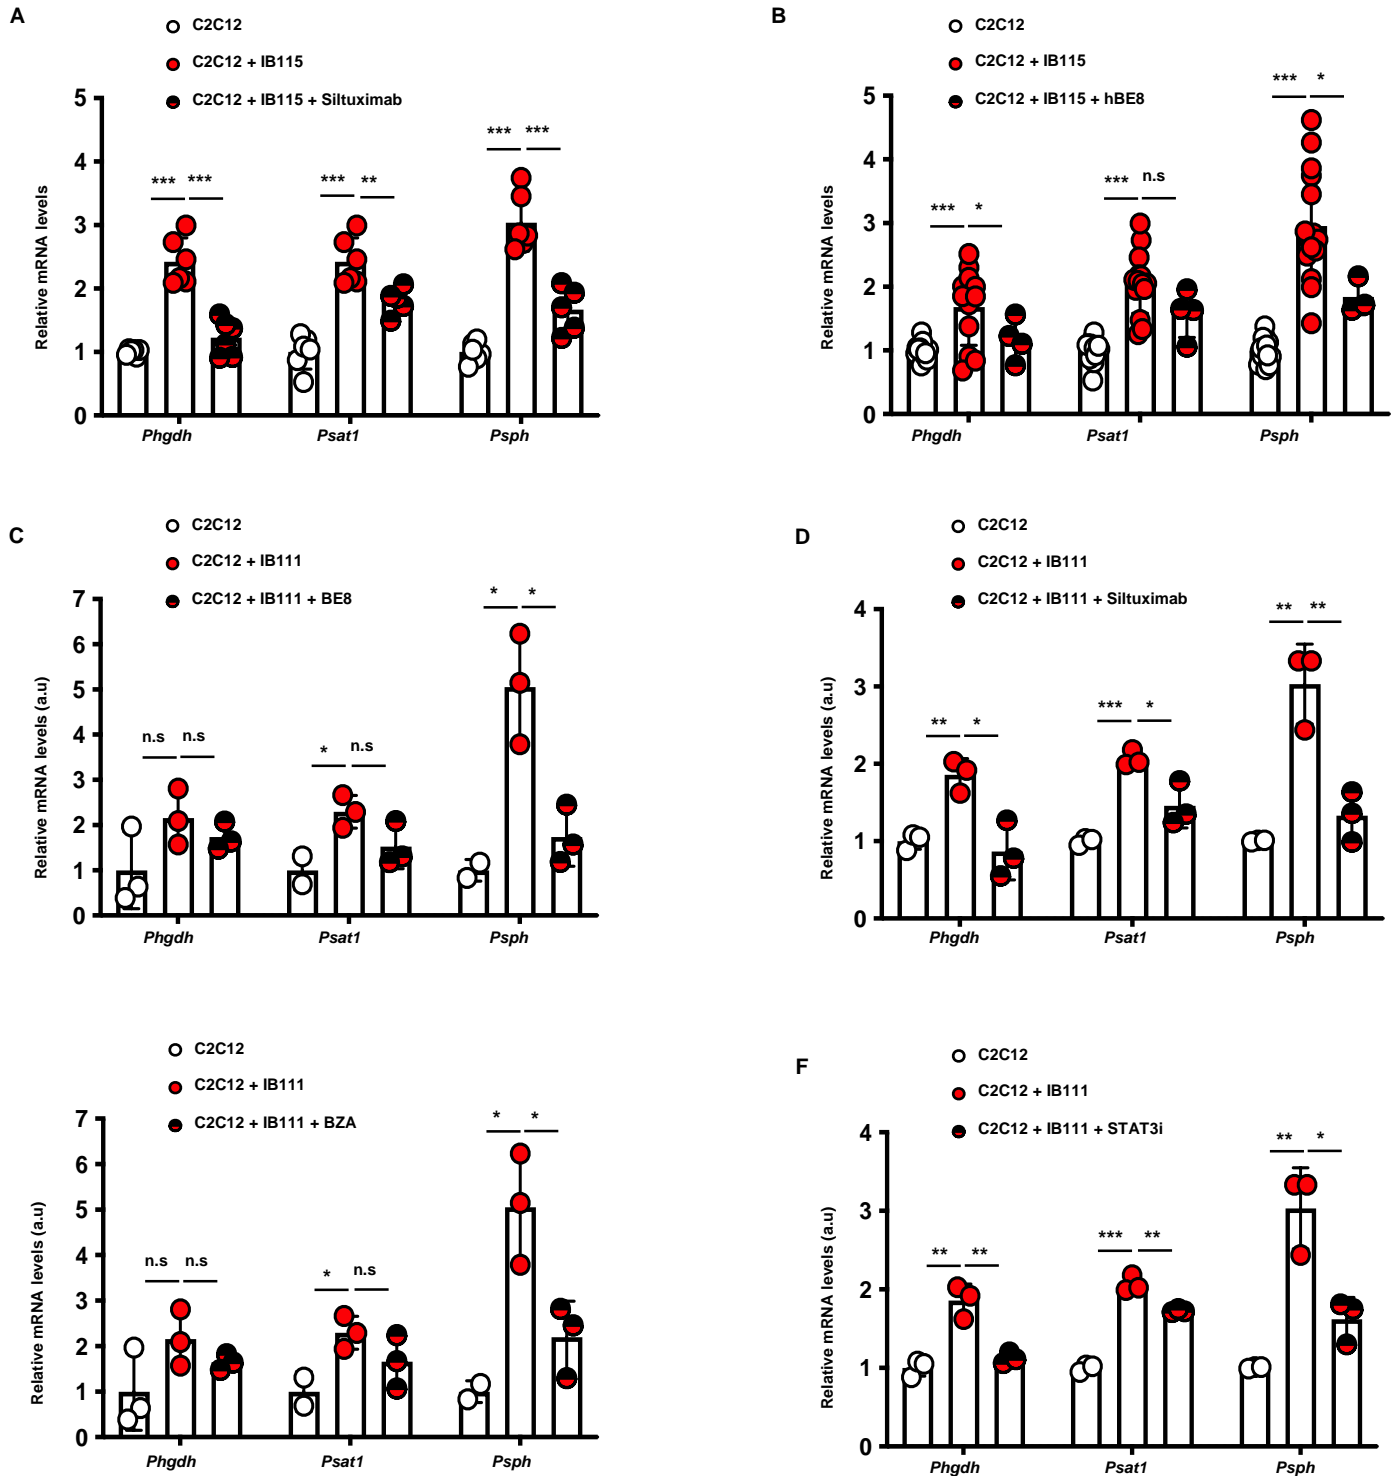 A
C2C12
C2C12 + IB115
C2C12 + IB115 + Siltuximab
Relative mRNA levels
5
4
3
2
1
0
*** ***
*** **
*** ***
Phgdh
Psat1
Psph
B
C2C12
C2C12 + IB115
C2C12 + IB115 + hBE8
Relative mRNA levels
5
4
3
2
1
0
*** *
*** n.s
*** *
Phgdh
Psat1
Psph
C
C2C12
C2C12 + IB111
C2C12 + IB111 + BE8
Relative mRNA levels (a.u)
7
6
5
4
3
2
1
0
n.s n.s
* n.s
* *
Phgdh
Psat1
Psph
D
C2C12
C2C12 + IB111
C2C12 + IB111 + Siltuximab
Relative mRNA levels (a.u)
4
3
2
1
0
** *
*** *
** **
Phgdh
Psat1
Psph
C2C12
C2C12 + IB111
C2C12 + IB111 + BZA
Relative mRNA levels (a.u)
7
6
5
4
3
2
1
0
n.s n.s
* n.s
* *
Phgdh
Psat1
Psph
F
C2C12
C2C12 + IB111
C2C12 + IB111 + STAT3i
Relative mRNA levels (a.u)
4
3
2
1
0
** **
*** **
** *
Phgdh
Psat1
Psph